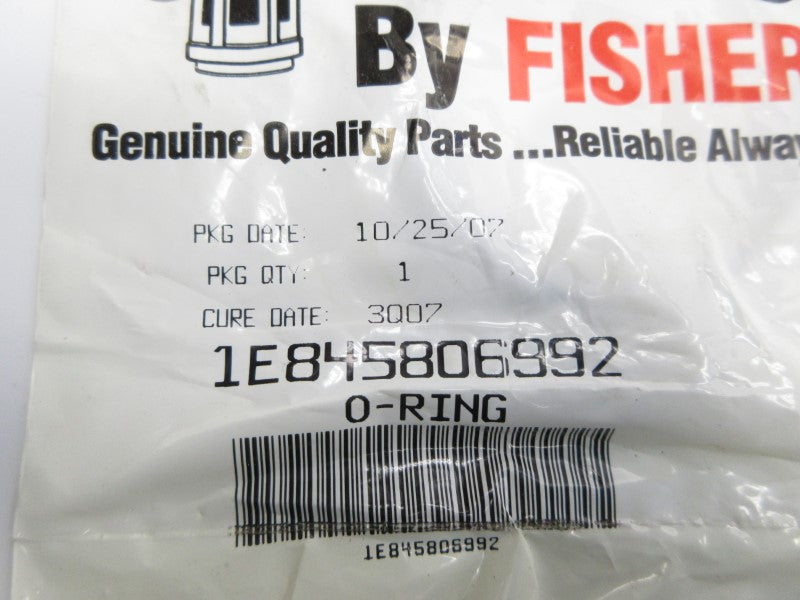 By FISHER
Genuine Quality Parts ...Reliable Alway
PKG DATE: 10/25/07
PKG QTY: 1
CURE DATE: 3Q07
1E845806992
O-RING
1E845806992